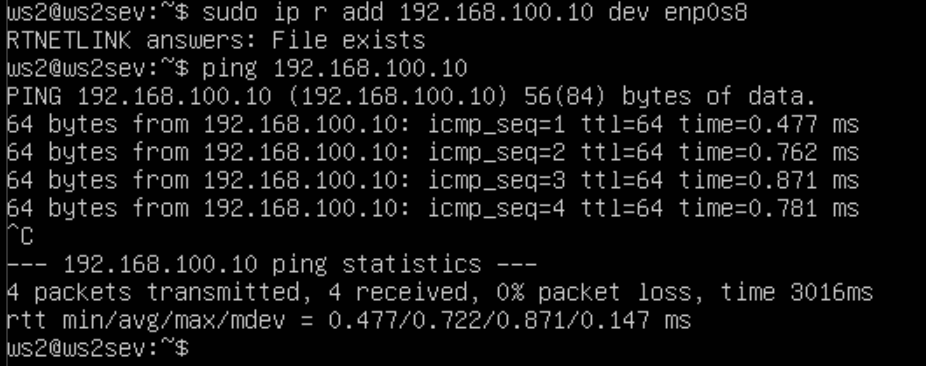 ws2@ws2sev:~$ sudo ip r add 192.168.100.10 dev enp0s8
RTNETLINK answers: File exists
ws2@ws2sev:~$ ping 192.168.100.10
PING 192.168.100.10 (192.168.100.10) 56(84) bytes of data.
64 bytes from 192.168.100.10: icmp_seq=1 ttl=64 time=0.477 ms
64 bytes from 192.168.100.10: icmp_seq=2 ttl=64 time=0.762 ms
64 bytes from 192.168.100.10: icmp_seq=3 ttl=64 time=0.871 ms
64 bytes from 192.168.100.10: icmp_seq=4 ttl=64 time=0.781 ms
^C
--- 192.168.100.10 ping statistics ---
4 packets transmitted, 4 received, 0% packet loss, time 3016ms
rtt min/avg/max/mdev = 0.477/0.722/0.871/0.147 ms
ws2@ws2sev:~$